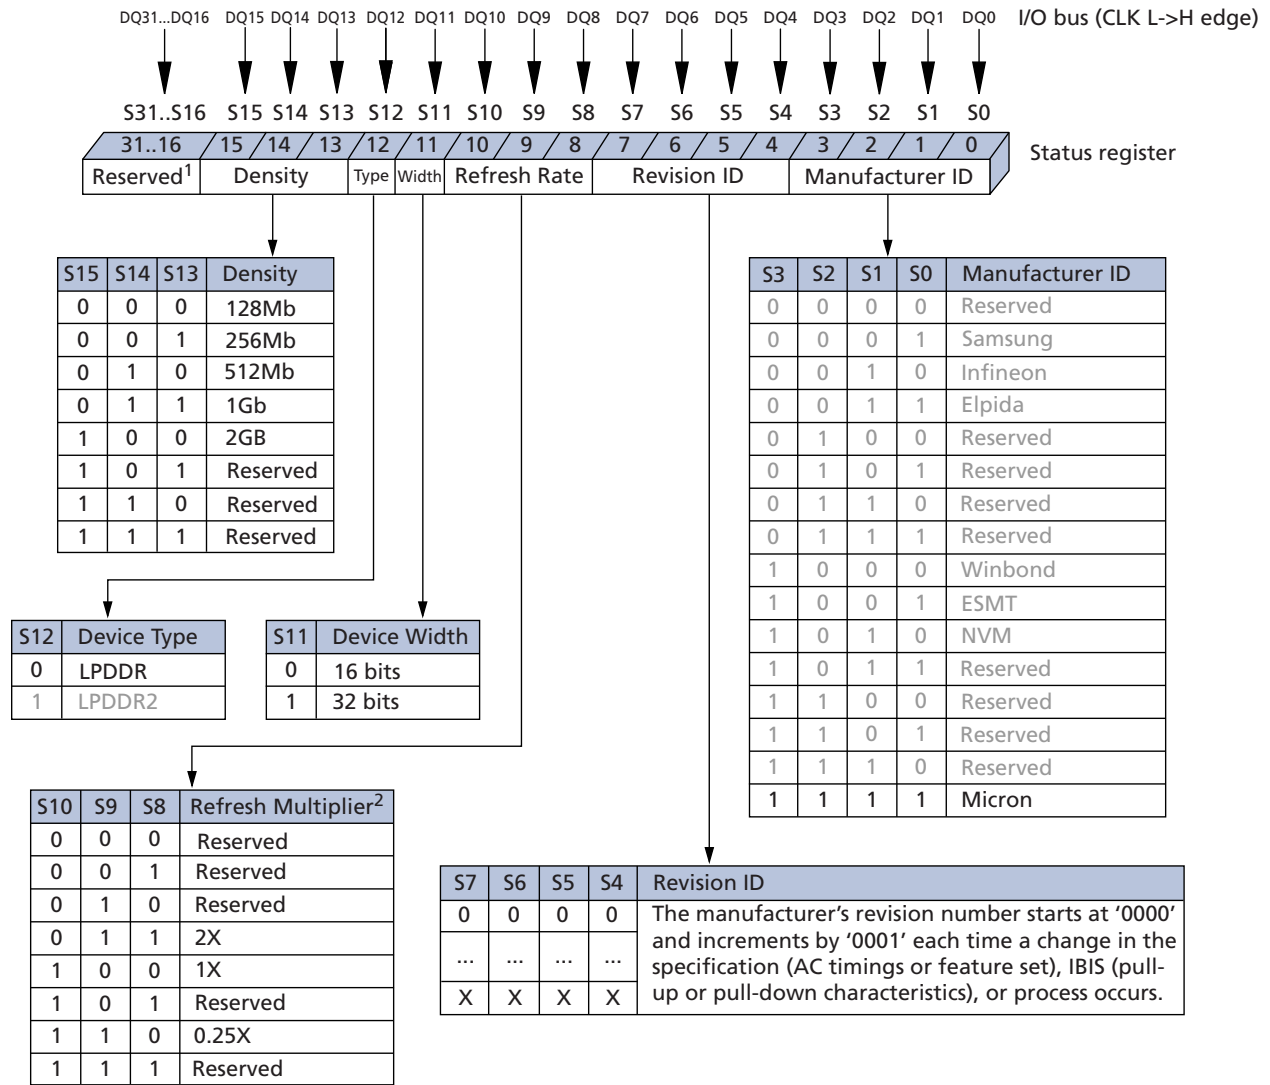 DQ31...DQ16 DQ15 DQ14 DQ13 DQ12 DQ11 DQ10 DQ9 DQ8 DQ7 DQ6 DQ5 DQ4 DQ3 DQ2 DQ1 DQ0 I/O bus (CLK L->H edge)
S31..S16 S15 S14 S13 S12 S11 S10 S9 S8 S7 S6 S5 S4 S3 S2 S1 S0
31..16 15 14 13 12 11 10 9 8 7 6 5 4 3 2 1 0 Status register
Reserved1 Density Type Width Refresh Rate Revision ID Manufacturer ID
S15 S14 S13 Density
0 0 0 128Mb
0 0 1 256Mb
0 1 0 512Mb
0 1 1 1Gb
1 0 0 2GB
1 0 1 Reserved
1 1 0 Reserved
1 1 1 Reserved
S3 S2 S1 S0 Manufacturer ID
0 0 0 0 Reserved
0 0 0 1 Samsung
0 0 1 0 Infineon
0 0 1 1 Elpida
0 1 0 0 Reserved
0 1 0 1 Reserved
0 1 1 0 Reserved
0 1 1 1 Reserved
1 0 0 0 Winbond
1 0 0 1 ESMT
1 0 1 0 NVM
1 0 1 1 Reserved
1 1 0 0 Reserved
1 1 0 1 Reserved
1 1 1 0 Reserved
1 1 1 1 Micron
S12 Device Type
0 LPDDR
1 LPDDR2
S11 Device Width
0 16 bits
1 32 bits
S10 S9 S8 Refresh Multiplier2
0 0 0 Reserved
0 0 1 Reserved
0 1 0 Reserved
0 1 1 2X
1 0 0 1X
1 0 1 Reserved
1 1 0 0.25X
1 1 1 Reserved
S7 S6 S5 S4 Revision ID
0 0 0 0 The manufacturer's revision number starts at '0000'
and increments by '0001' each time a change in the
... ... ... ... specification (AC timings or feature set), IBIS (pull-
X X X X up or pull-down characteristics), or process occurs.